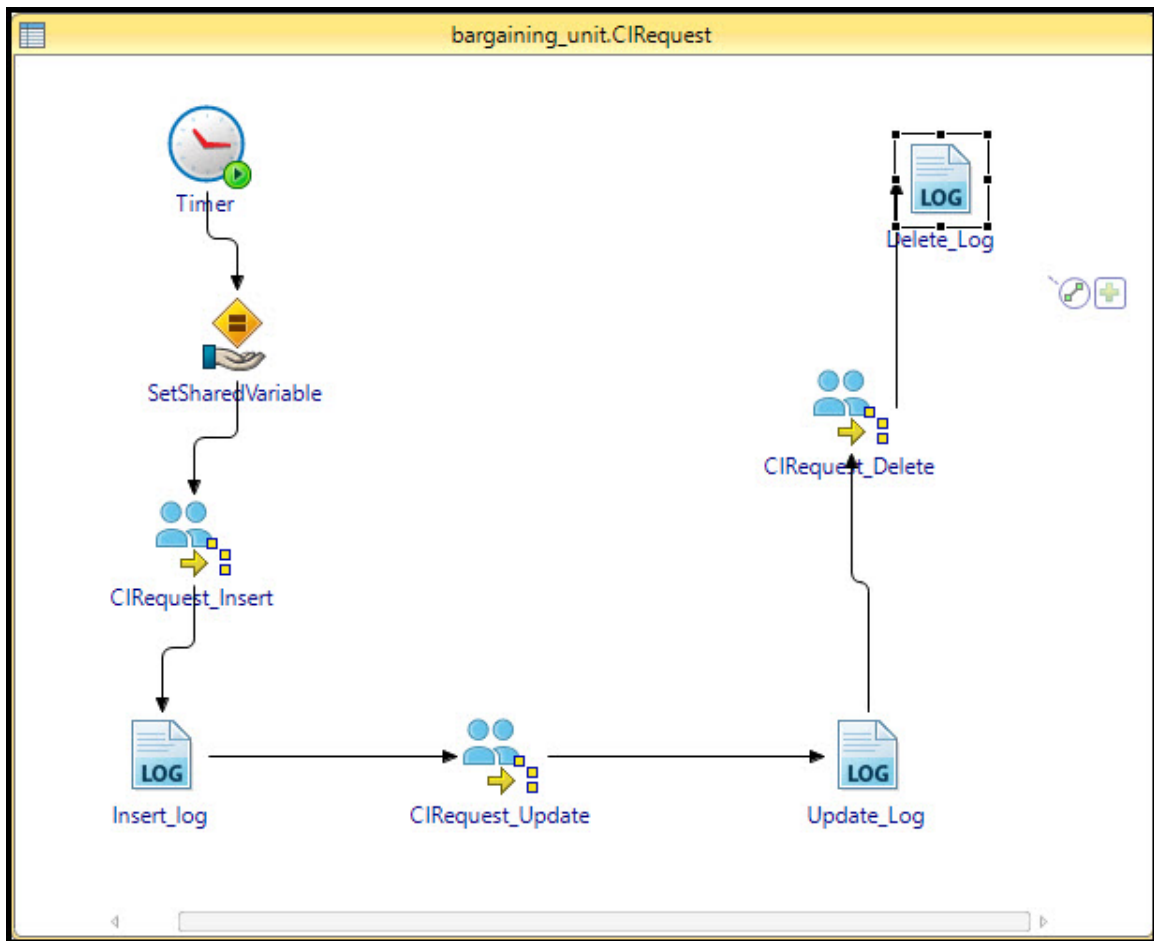 bargaining_unit.CIRequest
Timer
LOG
Delete_Log
SetSharedVariable
CIRequest_Delete
CIRequest_Insert
LOG
LOG
Insert_log
CIRequest_Update
Update_Log